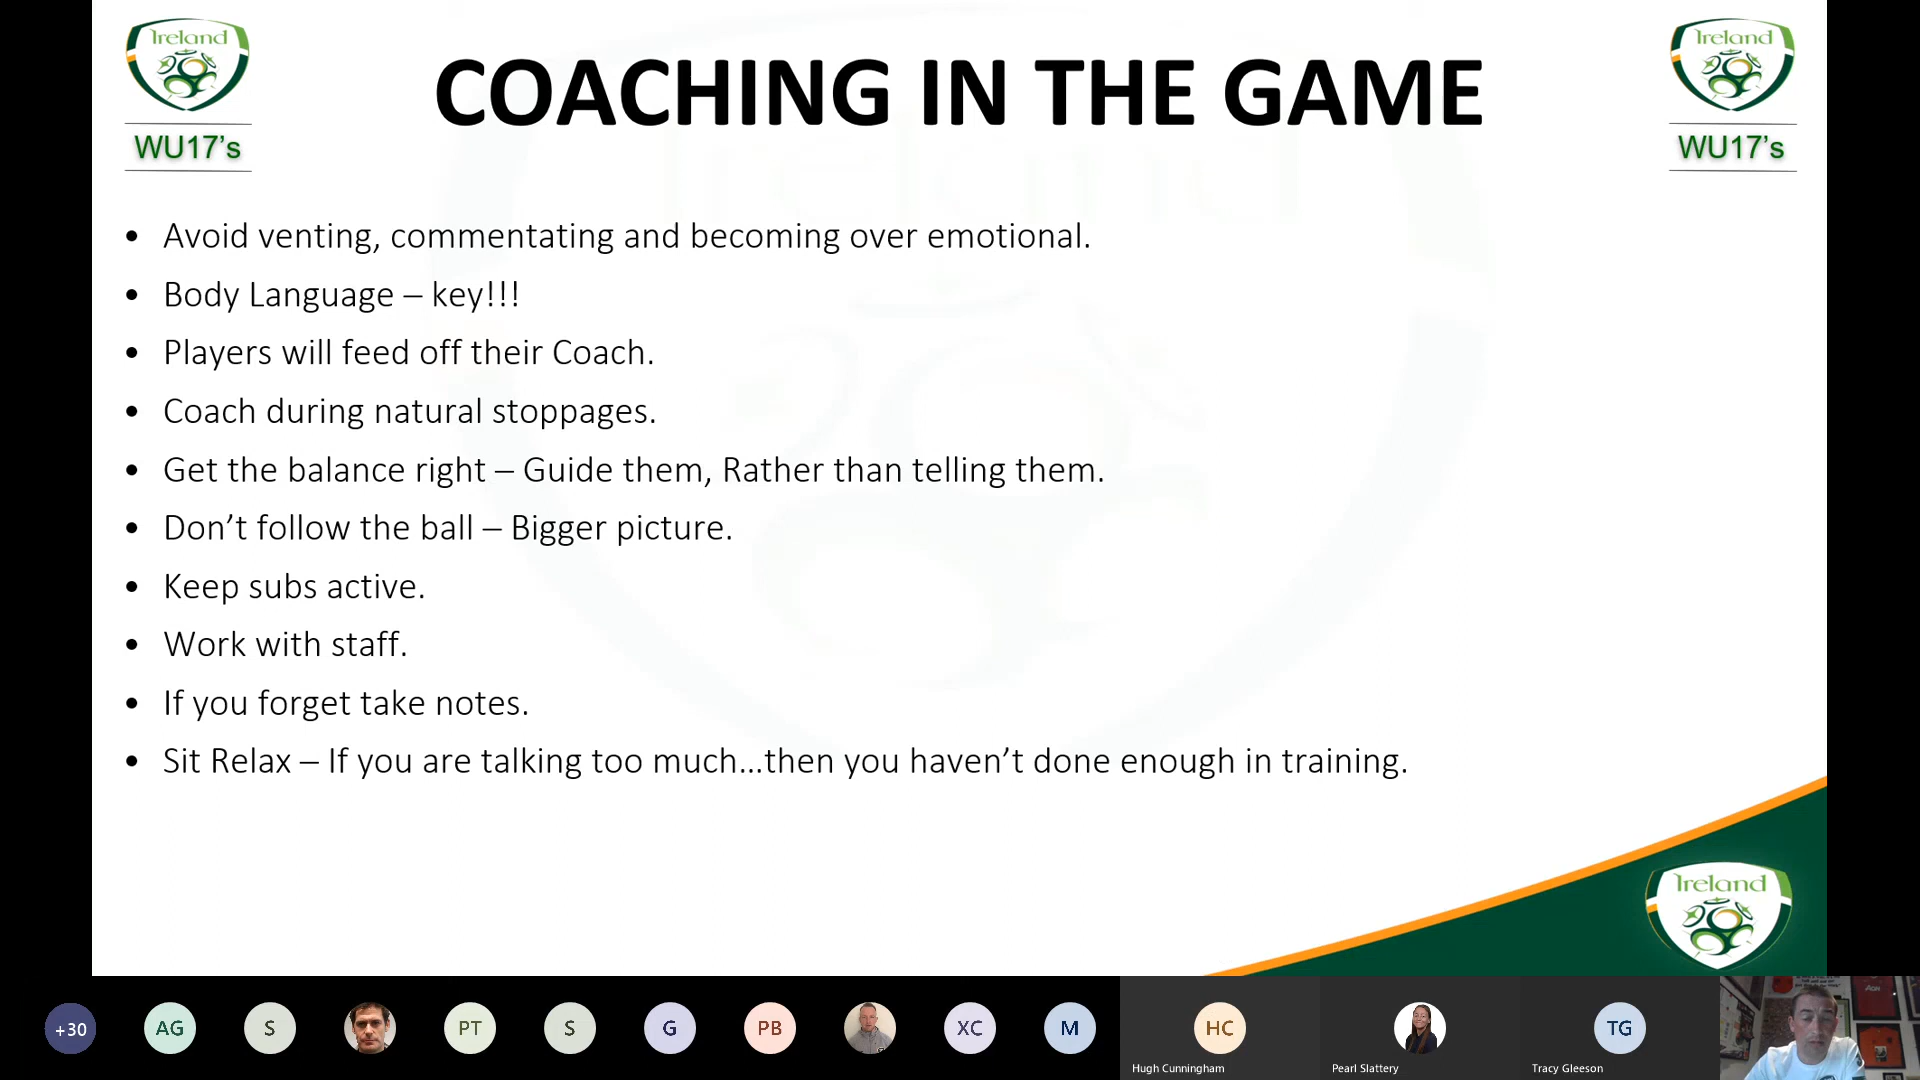 Ireland
WU17's
COACHING IN THE GAME
Ireland
WU17's
• Avoid venting, commentating and becoming over emotional.
• Body Language – key!!!
• Players will feed off their Coach.
• Coach during natural stoppages.
• Get the balance right – Guide them, Rather than telling them.
• Don’t follow the ball – Bigger picture.
• Keep subs active.
• Work with staff.
• If you forget take notes.
• Sit Relax – If you are talking too much...then you haven’t done enough in training.
Ireland
+30
AG
S
PT
S
G
PB
XC
M
HC
TG
Hugh Cunningham
Pearl Slattery
Tracy Gleeson